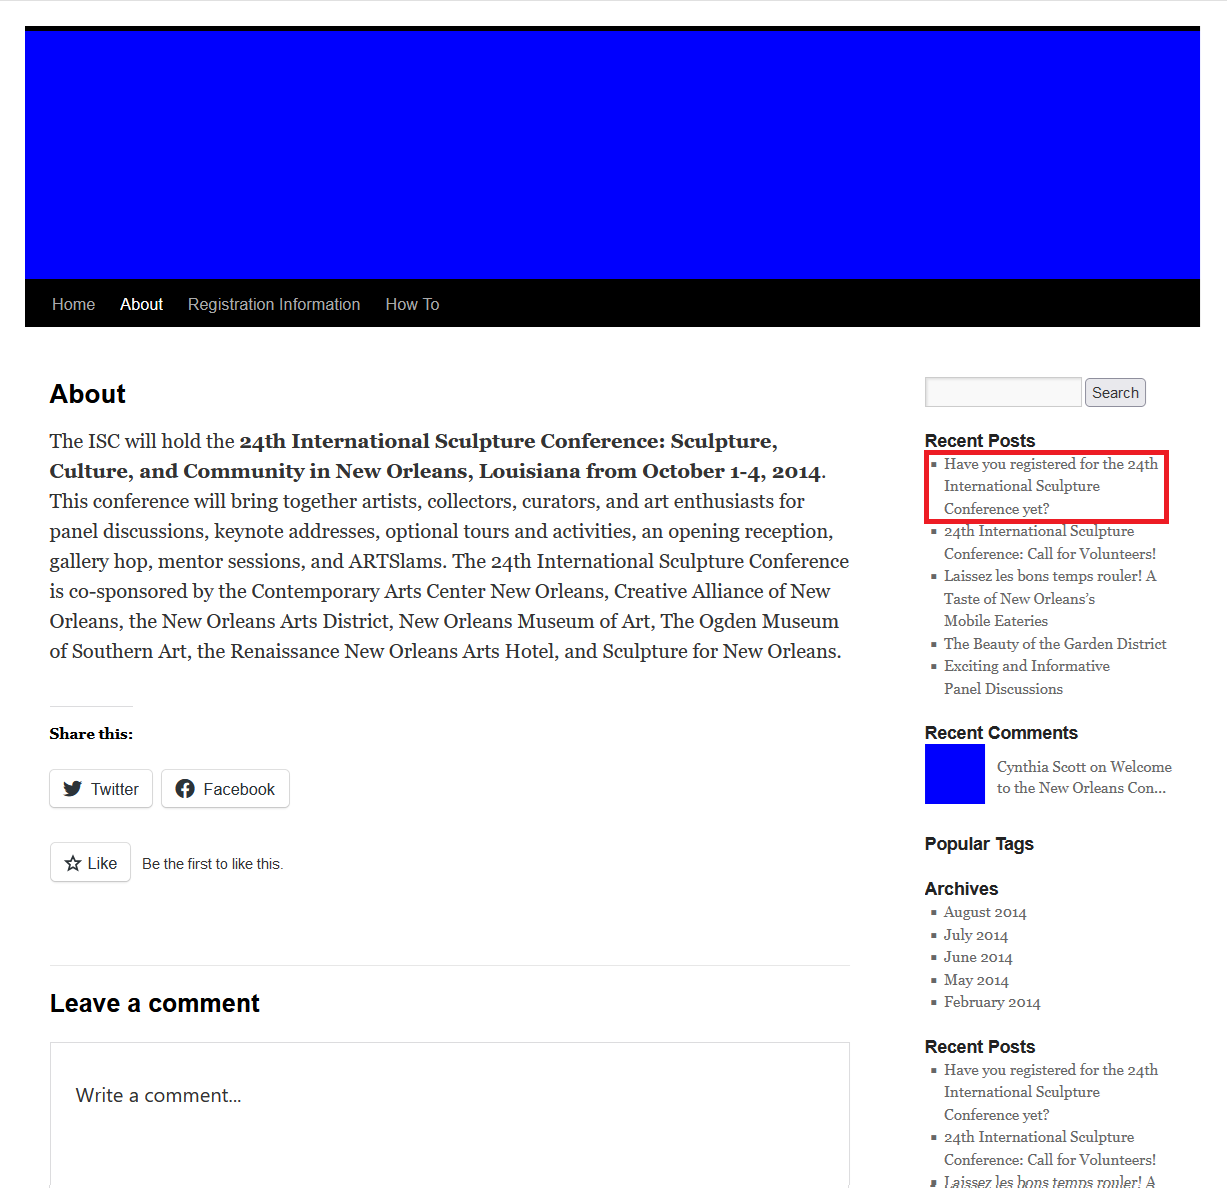 Home About Registration Information How To
About
The ISC will hold the 24th International Sculpture Conference: Sculpture,
Culture, and Community in New Orleans, Louisiana from October 1-4, 2014.
This conference will bring together artists, collectors, curators, and art enthusiasts for
panel discussions, keynote addresses, optional tours and activities, an opening reception,
gallery hop, mentor sessions, and ARTSlams. The 24th International Sculpture Conference
is co-sponsored by the Contemporary Arts Center New Orleans, Creative Alliance of New
Orleans, the New Orleans Arts District, New Orleans Museum of Art, The Ogden Museum
of Southern Art, the Renaissance New Orleans Arts Hotel, and Sculpture for New Orleans.
Share this:
Twitter Facebook
Like Be the first to like this.
Leave a comment
Write a comment...
Search
Recent Posts
Have you registered for the 24th
International Sculpture
Conference yet?
24th International Sculpture
Conference: Call for Volunteers!
Laissez les bons temps rouler! A
Taste of New Orleans’s
Mobile Eateries
The Beauty of the Garden District
Exciting and Informative
Panel Discussions
Recent Comments
Cynthia Scott on Welcome
to the New Orleans Con...
Popular Tags
Archives
August 2014
July 2014
June 2014
May 2014
February 2014
Recent Posts
Have you registered for the 24th
International Sculpture
Conference yet?
24th International Sculpture
Conference: Call for Volunteers!
Laissez les bons temps rouler! A